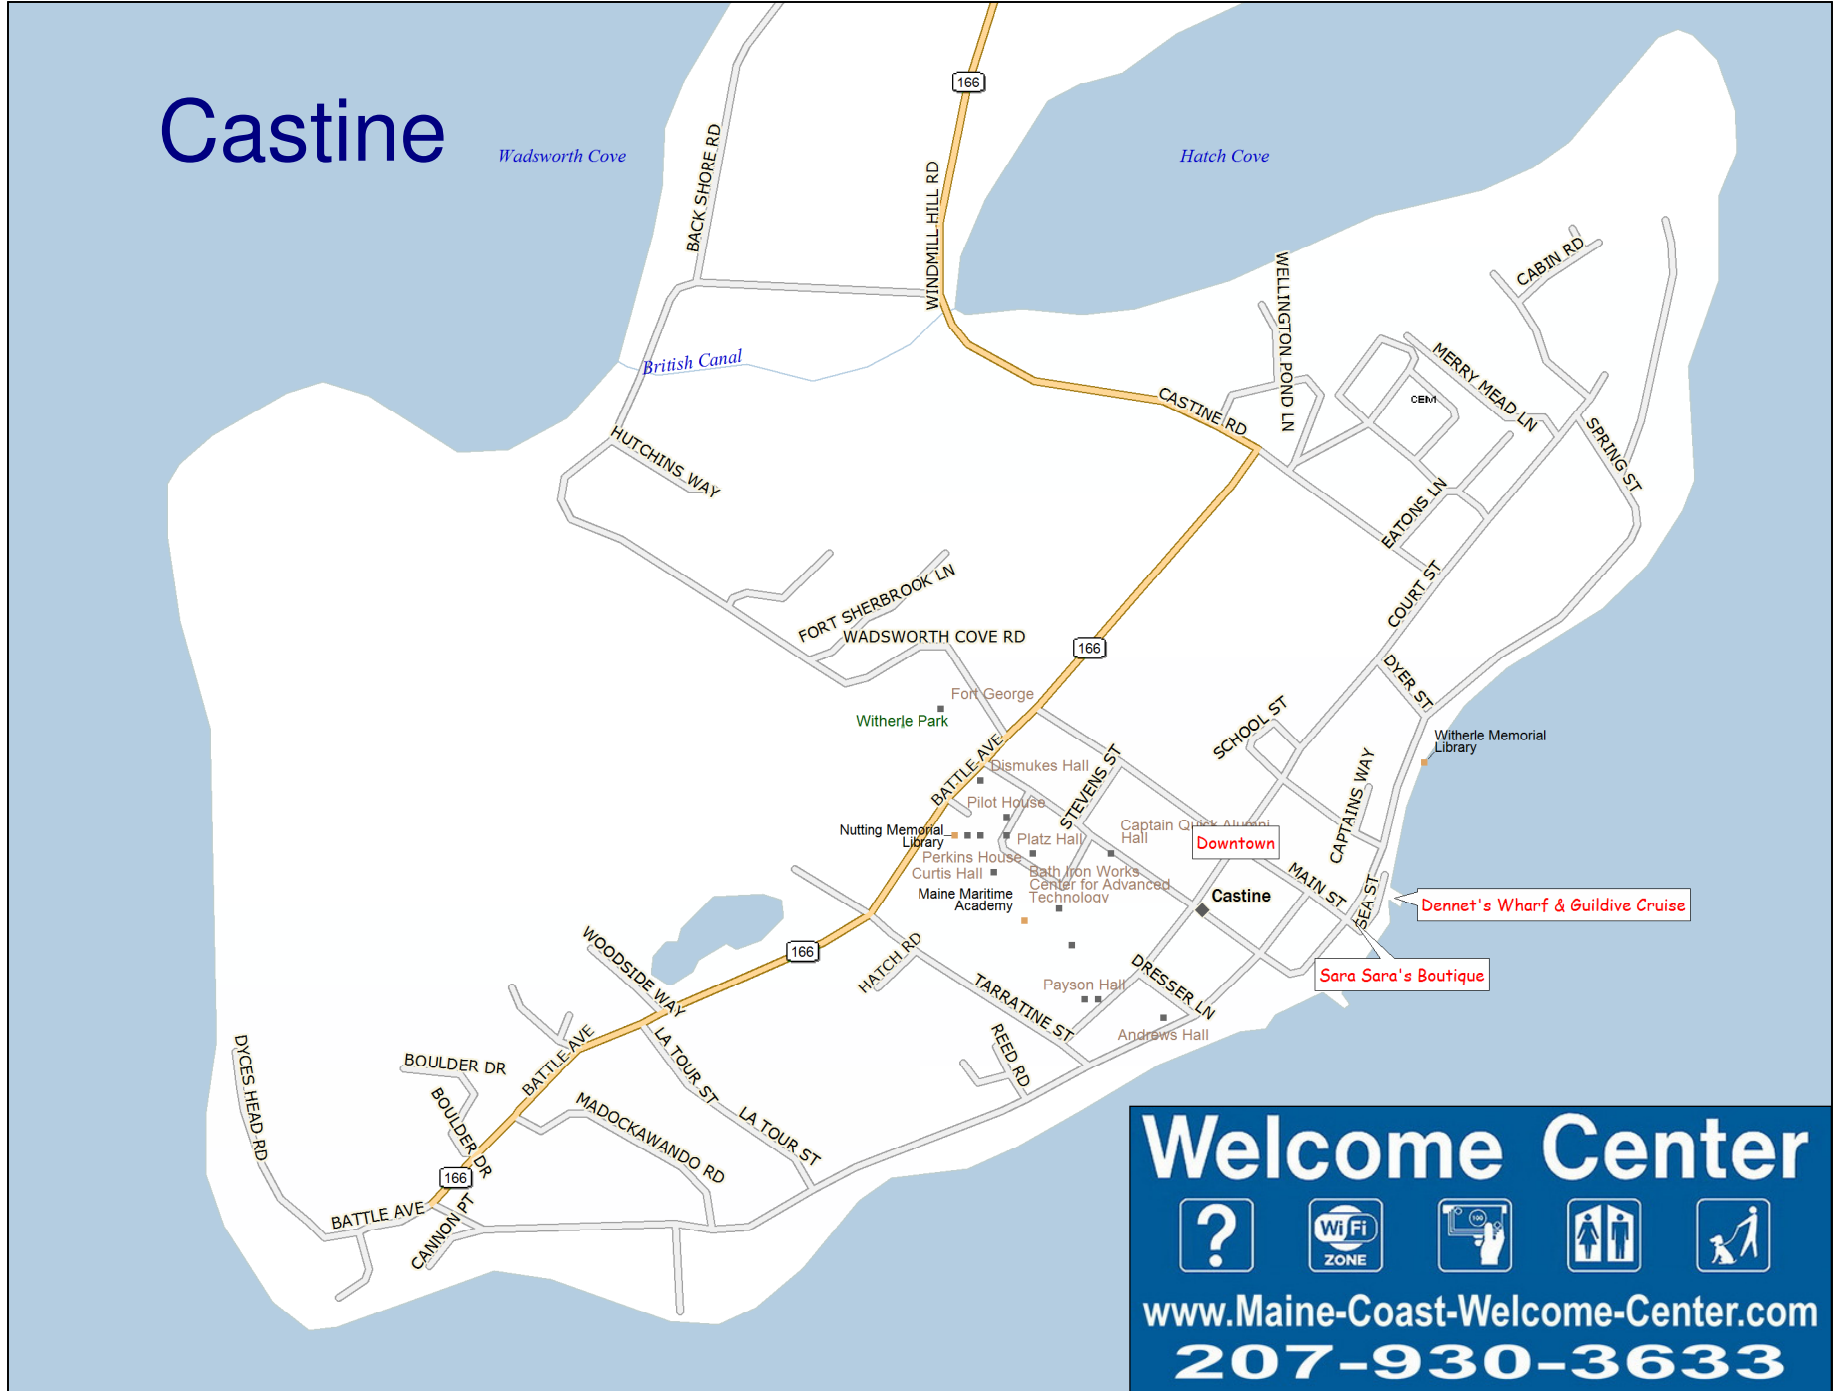 Castine
166
Wadsworth Cove
Hatch Cove
BACK SHORE RD
WINDMILL HILL RD
CABIN RD
WELLINGTON POND LN
British Canal
MERRY MEAD LN
CASTINE RD
CEM
HUTCHINS WAY
SPRING ST
EATONS LN
FORT SHERBROOK LN
COURT ST
WADSWORTH COVE RD
166
DYER ST
Fort George
Witherle Park
SCHOOL ST
Witherle Memorial
Library
BATTLE AVE
Dismukes Hall
STEVENS ST
CAPTAINS WAY
Pilot House
Nutting Memorial
Library
Platz Hall
Captain Quick Alumni
Hall
Downtown
Perkins House
Curtis Hall
Bath Iron Works
Center for Advanced
Technology
Maine Maritime
Academy
MAIN ST
SEA ST
Castine
Dennet's Wharf & Guildive Cruise
166
WOODSIDE WAY
HATCH RD
Sara Sara's Boutique
TARRATINE ST
Payson Hall
DRESSER LN
Andrews Hall
REED RD
DYCES HEAD RD
BOULDER DR
BATTLE AVE
LA TOUR ST
BOULDER DR
MADOCKAWANDO RD
LA TOUR ST
166
BATTLE AVE
CANNON PT
Welcome Center
?
100
Wi Fi
ZONE
www.Maine-Coast-Welcome-Center.com
207-930-3633